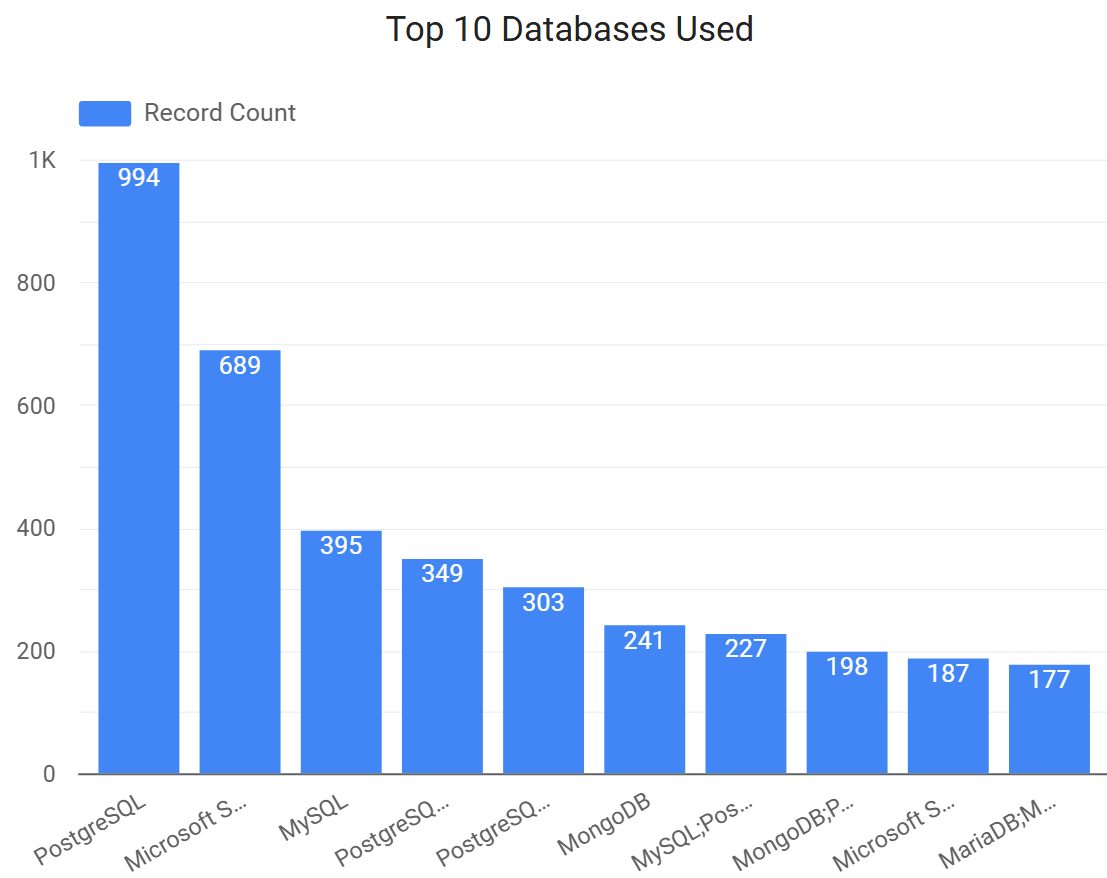 Top 10 Databases Used
Record Count
1K
800
600
400
200
0
994
689
395
349
303
241
227
198
187
177
PostgreSQL
Microsoft S...
MySQL
PostgreSQ...
PostgreSQ...
MongoDB
MySQL;Pos...
MongoDB;P...
Microsoft S...
MariaDB;M...